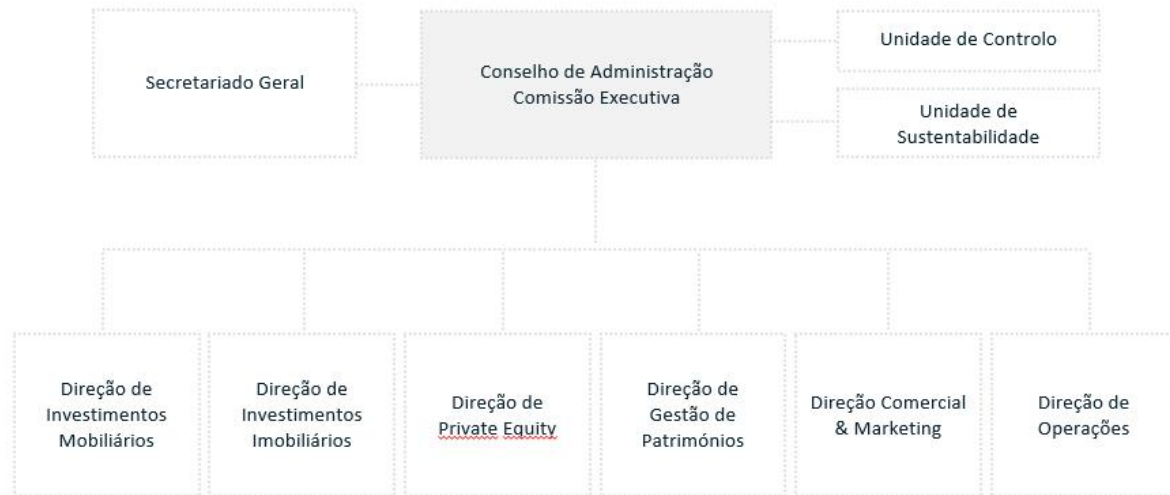 Secretariado Geral
Conselho de Administração
Comissão Executiva
Unidade de Controlo
Unidade de
Sustentabilidade
Direção de
Investimentos
Mobiliários
Direção de
Investimentos
Imobiliários
Direção de
Private Equity
Direção de
Gestão de
Patrimónios
Direção Comercial
& Marketing
Direção de
Operações